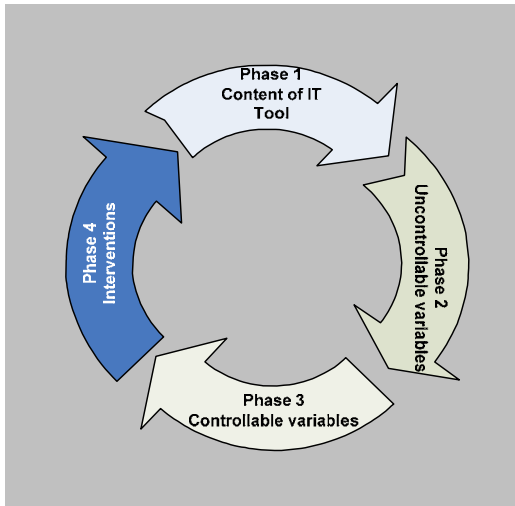 Phase 1
Content of IT
Tool
Phase 2
Uncontrollable variables
Phase 3
Controllable variables
Phase 4
Interventions